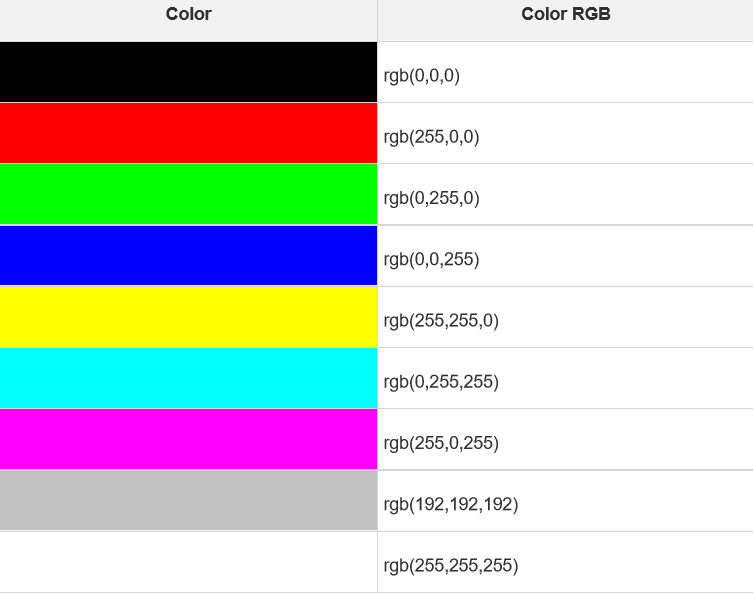 Color Color RGB
rgb(0,0,0)
rgb(255,0,0)
rgb(0,255,0)
rgb(0,0,255)
rgb(255,255,0)
rgb(0,255,255)
rgb(255,0,255)
rgb(192,192,192)
rgb(255,255,255)